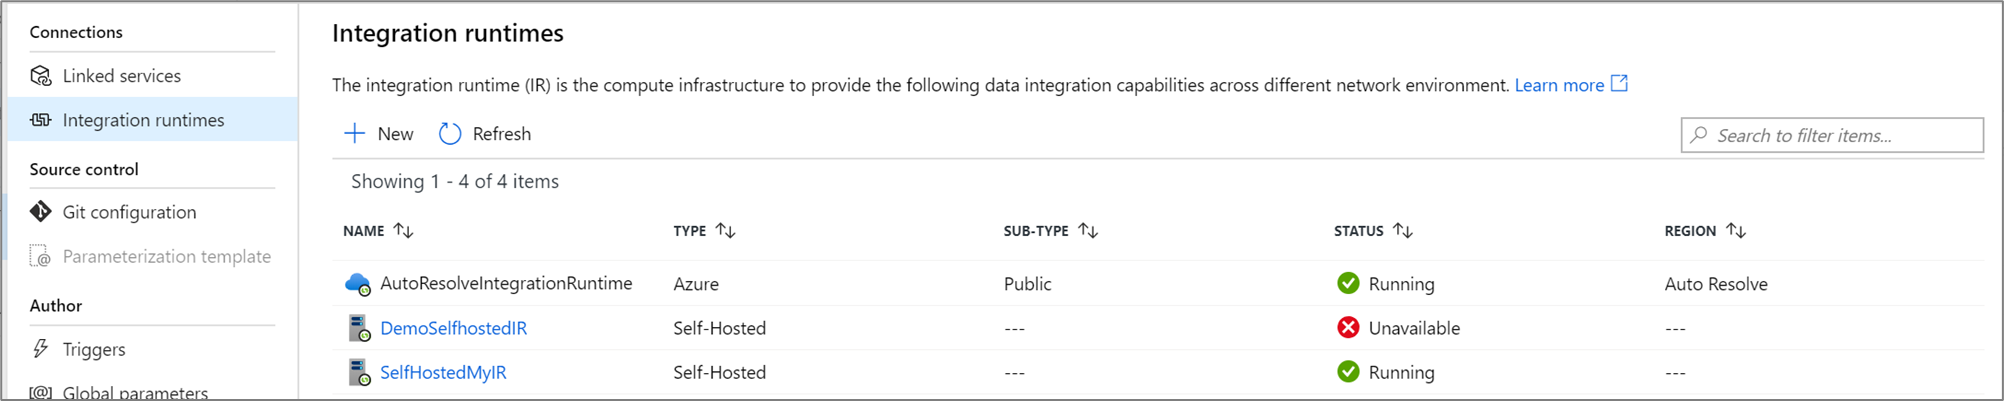 Connections
Linked services
Integration runtimes
Source control
Git configuration
Parameterization template
Author
Triggers
Global parameters
Integration runtimes
The integration runtime (IR) is the compute infrastructure to provide the following data integration capabilities across different network environment. Learn more
New Refresh
Search to filter items...
Showing 1 - 4 of 4 items
NAME TYPE SUB-TYPE STATUS REGION
AutoResolveIntegrationRuntime Azure Public Running Auto Resolve
DemoSelfhostedIR Self-Hosted --- Unavailable ---
SelfHostedMyIR Self-Hosted --- Running ---